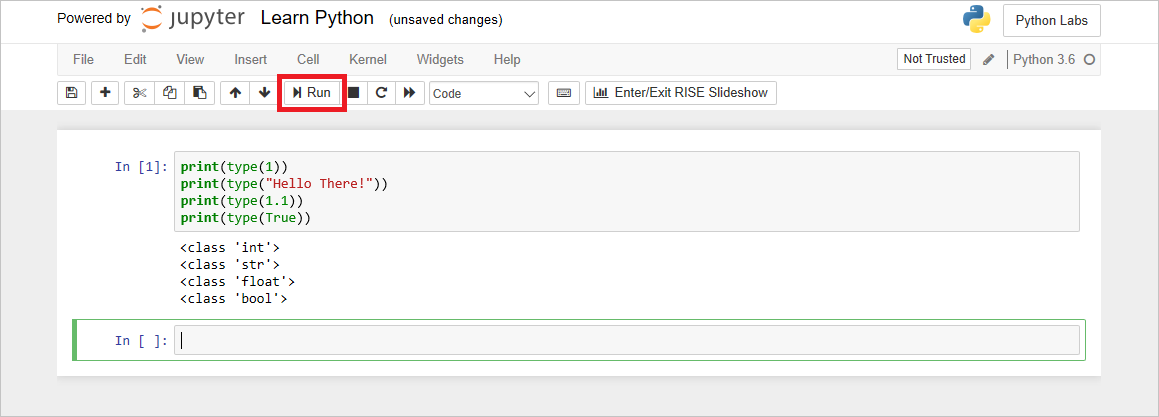 Powered by jupyter Learn Python (unsaved changes) Python Labs
File Edit View Insert Cell Kernel Widgets Help Not Trusted Python 3.6
Run Code Enter/Exit RISE Slideshow
In [1]: print(type(1))
print(type("Hello There!"))
print(type(1.1))
print(type(True))
<class 'int'>
<class 'str'>
<class 'float'>
<class 'bool'>
In [ ]: